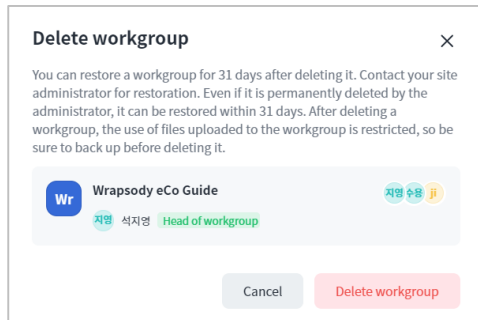 Delete workgroup
You can restore a workgroup for 31 days after deleting it. Contact your site
administrator for restoration. Even if it is permanently deleted by the
administrator, it can be restored within 31 days. After deleting a
workgroup, the use of files uploaded to the workgroup is restricted, so be
sure to back up before deleting it.
Wr
Wrapsody eCo Guide
지영 수용 ji
지영 석지영 Head of workgroup
Cancel
Delete workgroup